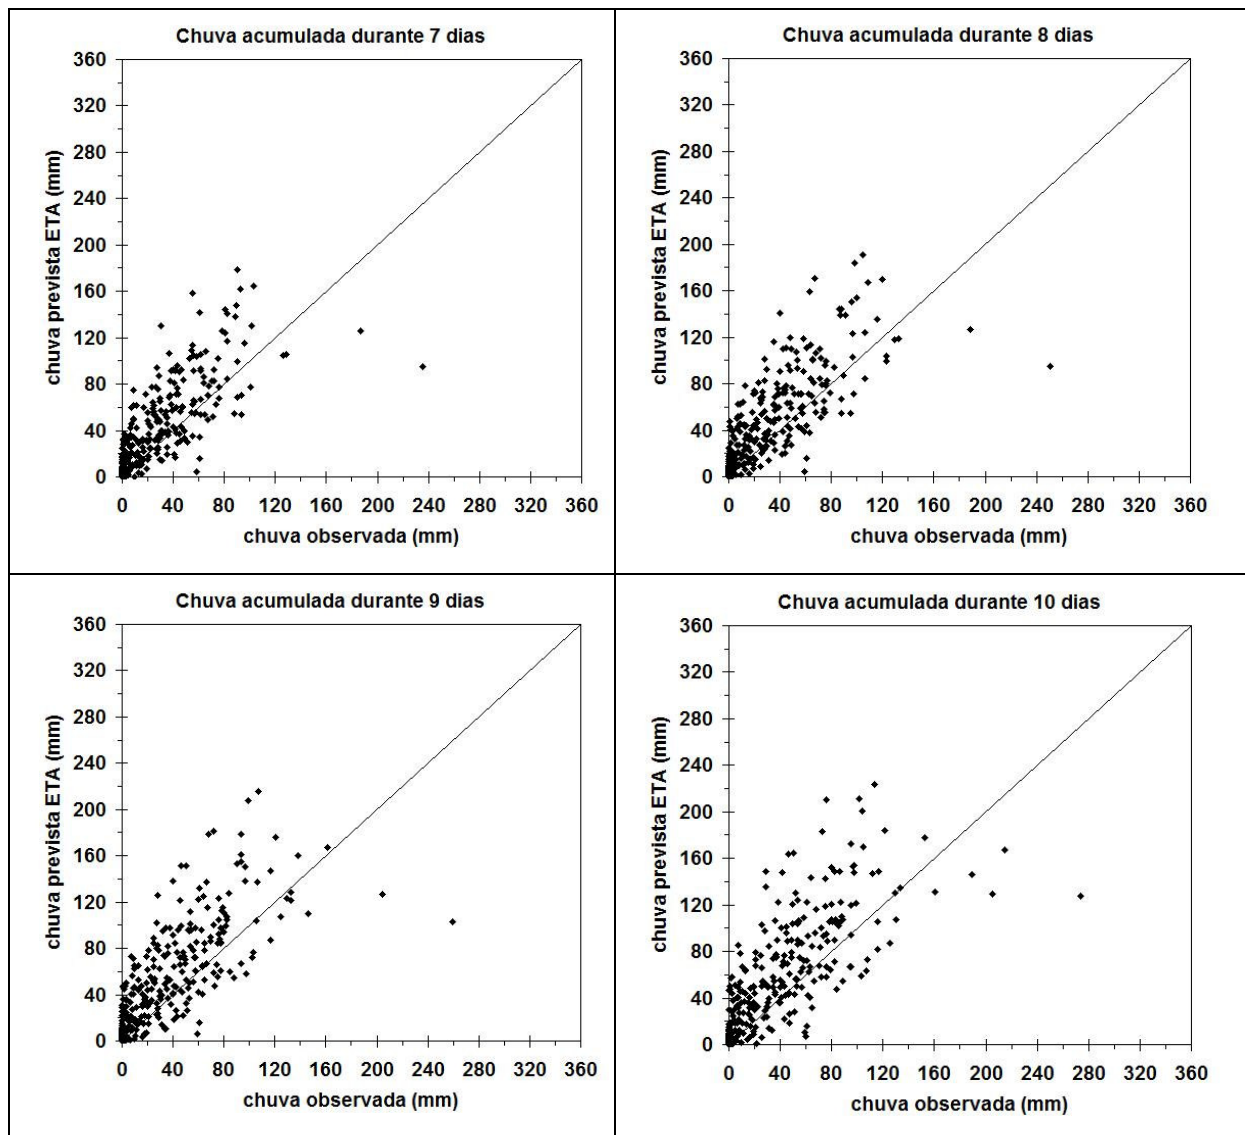 Chuva acumulada durante 7 dias
chuva prevista ETA (mm)
360
320
280
240
200
160
120
80
40
0
0 40 80 120 160 200 240 280 320 360
chuva observada (mm)
Chuva acumulada durante 8 dias
chuva prevista ETA (mm)
360
320
280
240
200
160
120
80
40
0
0 40 80 120 160 200 240 280 320 360
chuva observada (mm)
Chuva acumulada durante 9 dias
chuva prevista ETA (mm)
360
320
280
240
200
160
120
80
40
0
0 40 80 120 160 200 240 280 320 360
chuva observada (mm)
Chuva acumulada durante 10 dias
chuva prevista ETA (mm)
360
320
280
240
200
160
120
80
40
0
0 40 80 120 160 200 240 280 320 360
chuva observada (mm)